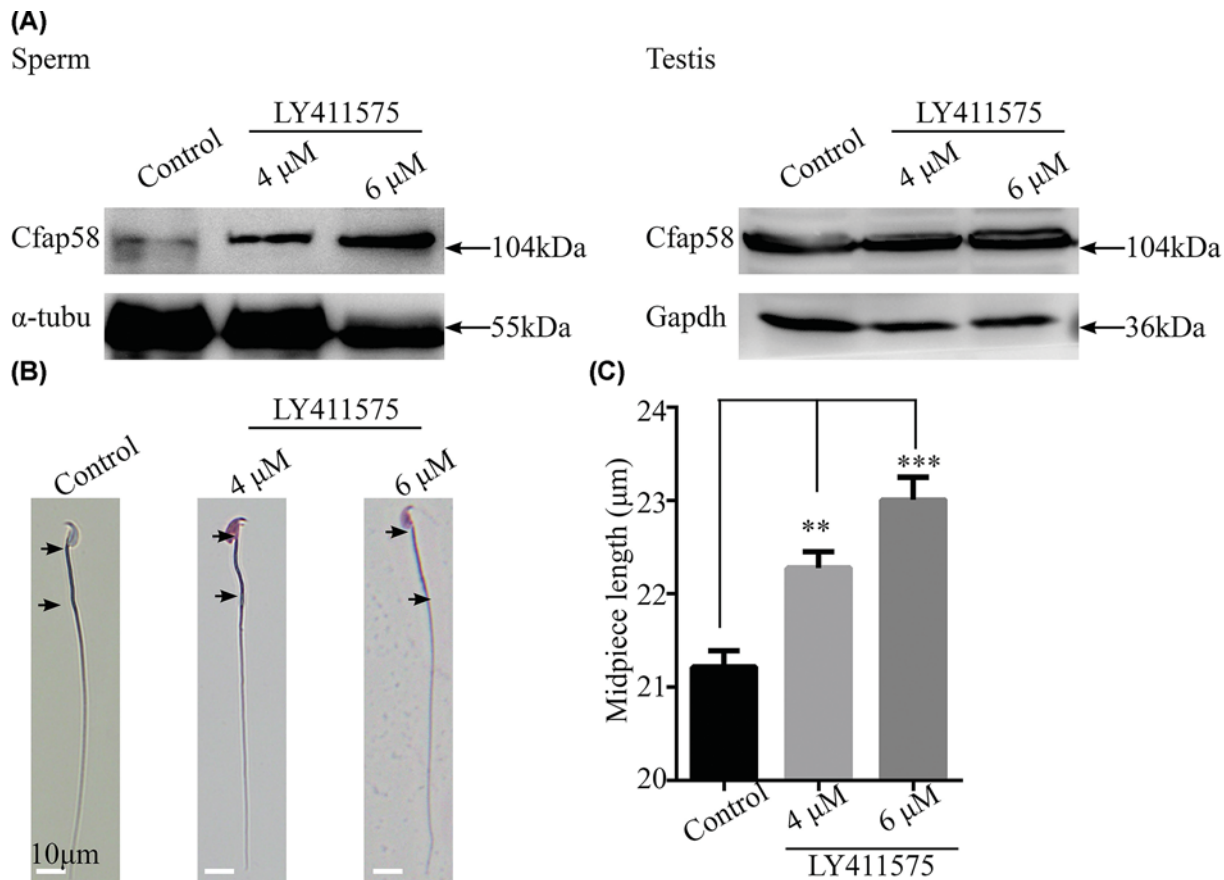 (A)
Sperm
Testis
LY411575
Control
4 μM
6 μM
Cfap58
104kDa
α-tubu
55kDa
LY411575
Control
4 μM
6 μM
Cfap58
104kDa
Gapdh
36kDa
(B)
LY411575
Control
4 μM
6 μM
10μm
(C)
Midpiece length (μm)
24
23
22
21
20
**
***
Control
4 μM
6 μM
LY411575